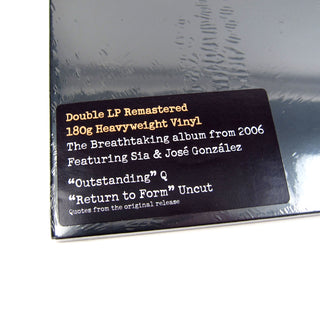 Double LP Remastered
180g Heavyweight Vinyl
The Breathtaking album from 2006
Featuring Sia & José González
“Outstanding” Q
“Return to Form” Uncut
Quotes from the original release